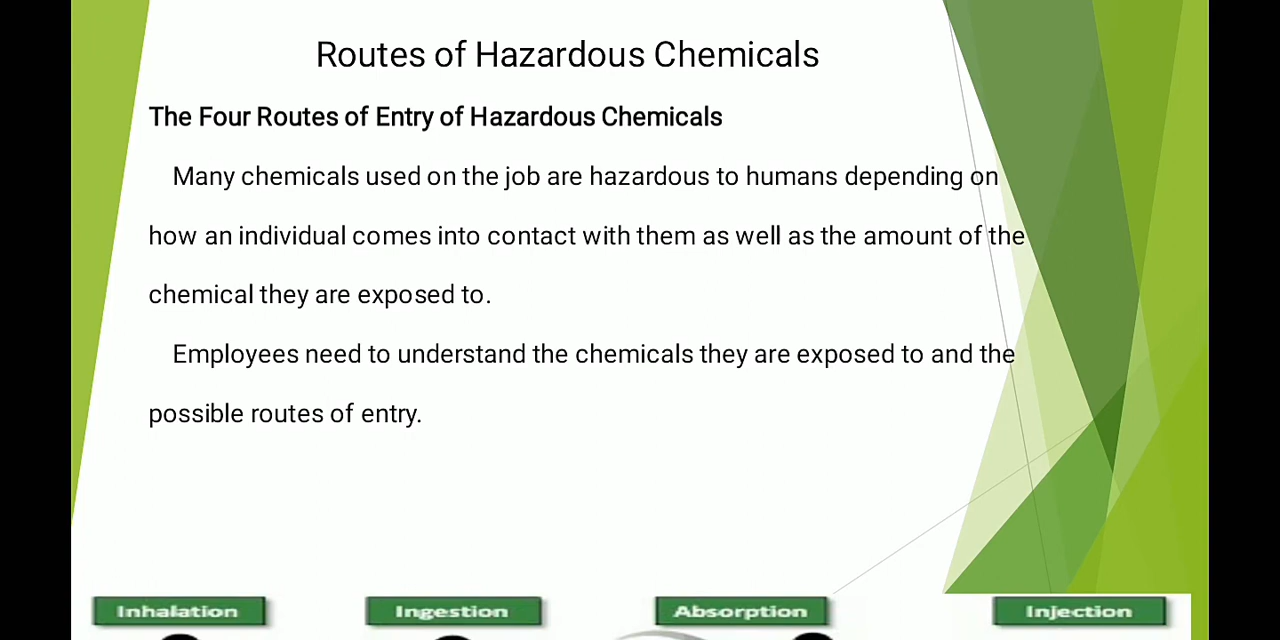 Routes of Hazardous Chemicals
The Four Routes of Entry of Hazardous Chemicals
Many chemicals used on the job are hazardous to humans depending on
how an individual comes into contact with them as well as the amount of the
chemical they are exposed to.
Employees need to understand the chemicals they are exposed to and the
possible routes of entry.
Inhalation Ingestion Absorption Injection